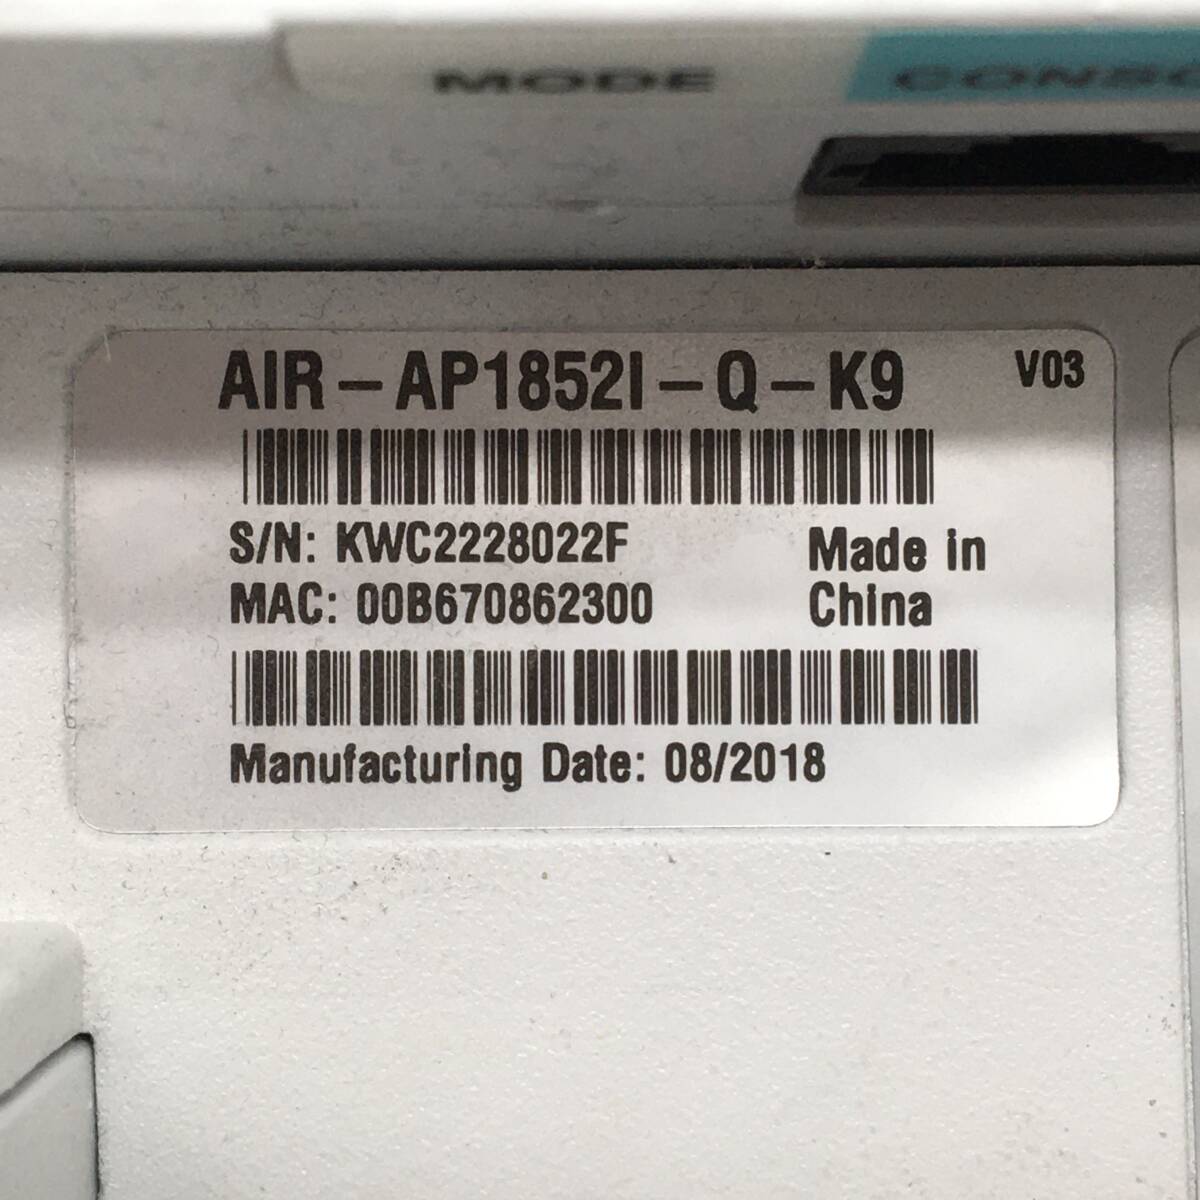 MODE
AIR-AP1852I-Q-K9 V03
S/N: KWC2228022F
MAC: 00B670862300
Made in
China
Manufacturing Date: 08/2018